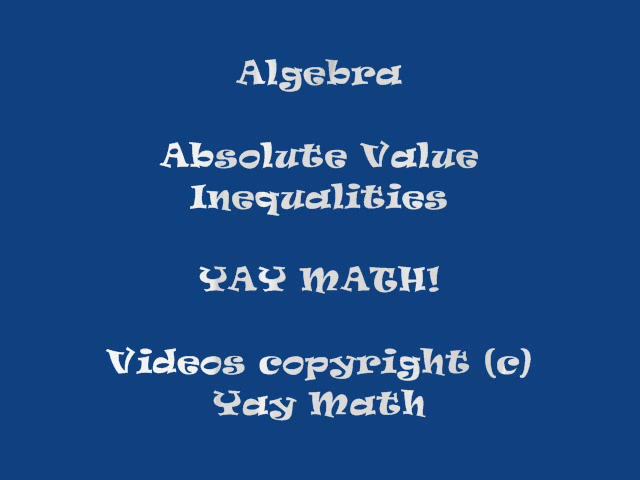 Algebra
Absolute Value
Inequalities
YAY MATH!
Videos copyright (c)
Yay Math